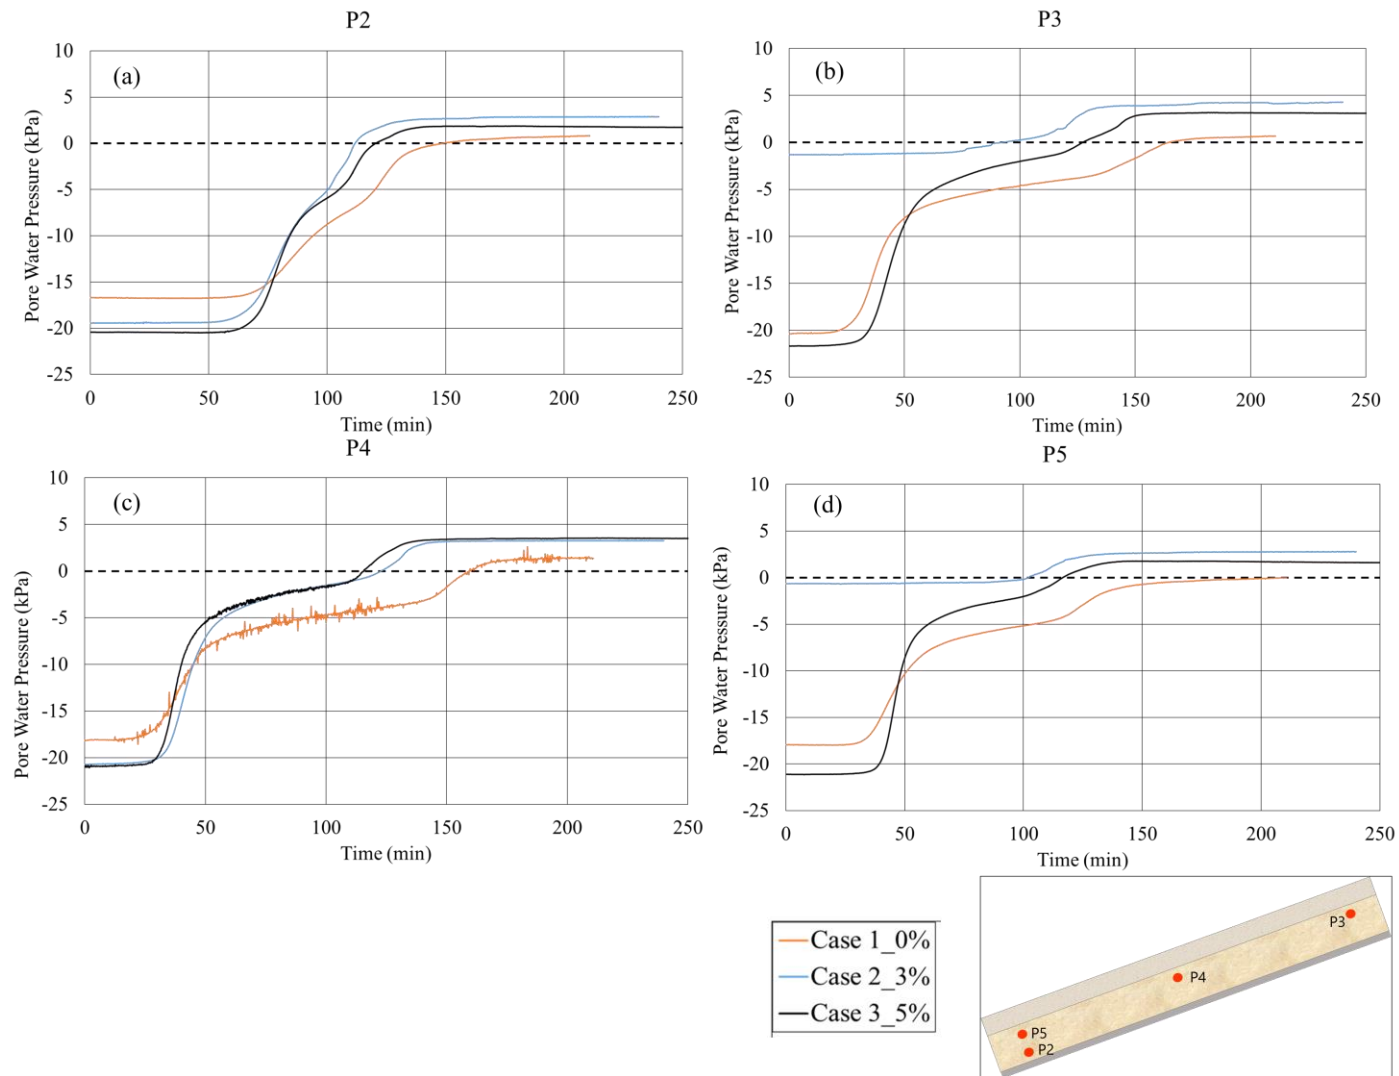 P2
(a)
Pore Water Pressure (kPa)
10
5
0
-5
-10
-15
-20
-25
0 50 100 150 200 250
Time (min)
P3
(b)
Pore Water Pressure (kPa)
10
5
0
-5
-10
-15
-20
-25
0 50 100 150 200 250
Time (min)
P4
(c)
Pore Water Pressure (kPa)
10
5
0
-5
-10
-15
-20
-25
0 50 100 150 200 250
Time (min)
P5
(d)
Pore Water Pressure (kPa)
10
5
0
-5
-10
-15
-20
-25
0 50 100 150 200 250
Time (min)
Case 1_0%
Case 2_3%
Case 3_5%
P3
P4
P5
P2